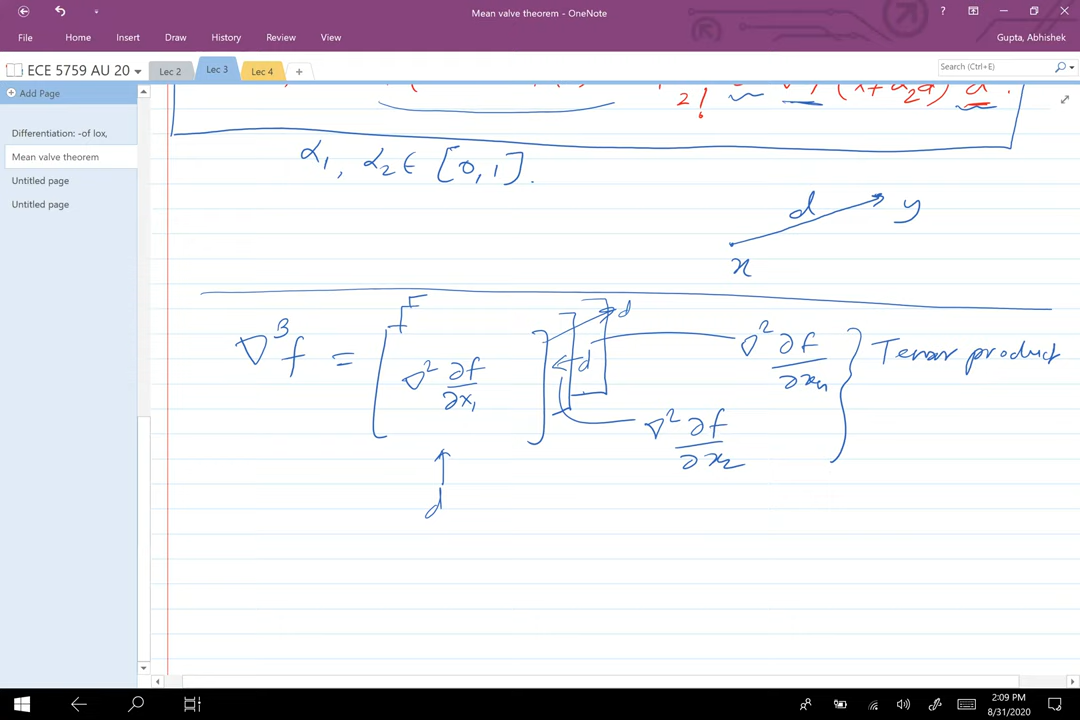 Mean valve theorem - OneNote
?
File Home Insert Draw History Review View
Gupta, Abhishek
ECE 5759 AU 20
Lec 2 Lec 3 Lec 4 +
Search (Ctrl+E)
Add Page
Differentiation: -of lox,
Mean valve theorem
Untitled page
Untitled page
2!
(x+α₂d) d.
α₁, α₂ ∈ [0, 1].
d
y
x
∇³f = [ ∇² ∂f/∂x₁ ]
d
d
d
∇² ∂f/∂xₙ
∇² ∂f/∂x₂
} Tensor product
2:09 PM
8/31/2020